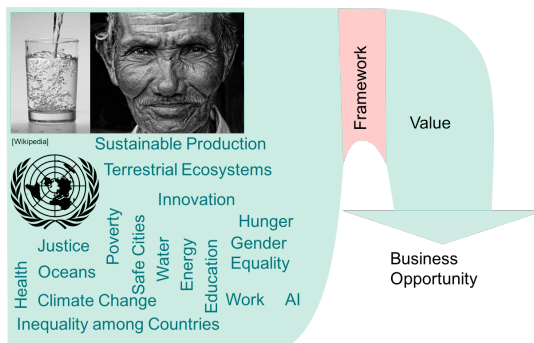 [Wikipedia]
Sustainable Production
Terrestrial Ecosystems
Innovation
Hunger
Gender
Equality
Justice
Oceans
Health
Poverty
Safe Cities
Water
Energy
Education
Climate Change
Work
AI
Inequality among Countries
Framework
Value
Business
Opportunity